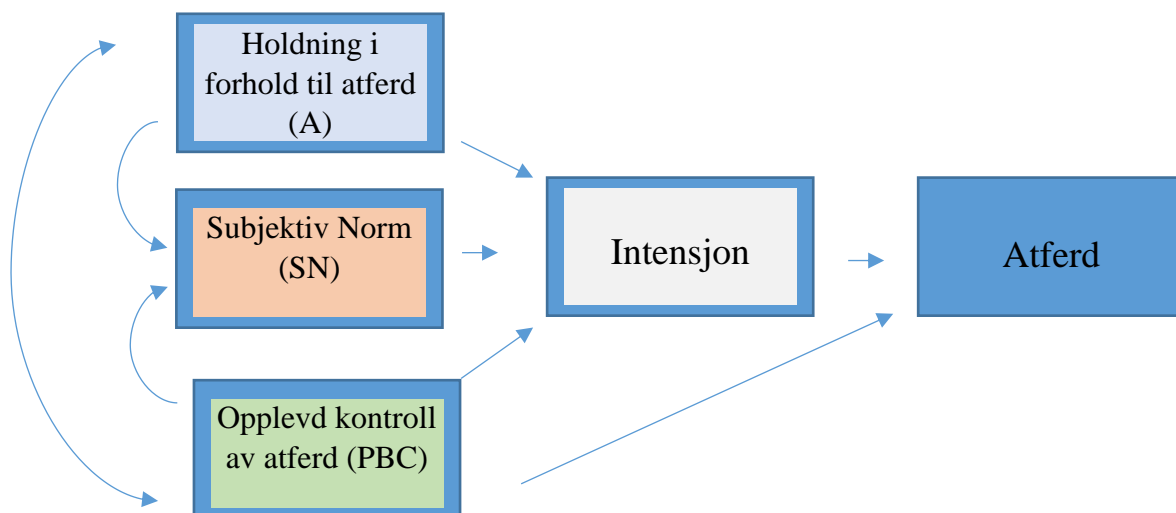 Holdning i
forhold til atferd
(A)
Subjektiv Norm
(SN)
Opplevd kontroll
av atferd (PBC)
Intensjon
Atferd